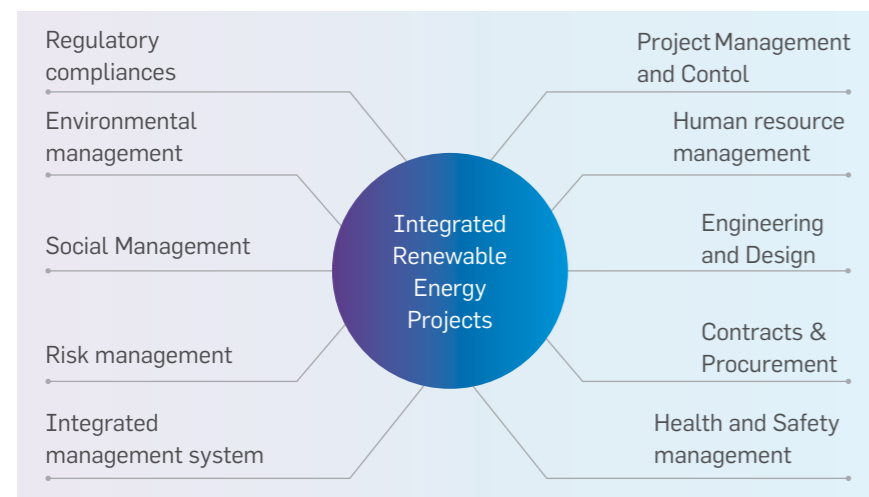 Regulatory
compliances
Environmental
management
Social Management
Risk management
Integrated
management system
Integrated
Renewable
Energy
Projects
Project Management
and Contol
Human resource
management
Engineering
and Design
Contracts &
Procurement
Health and Safety
management